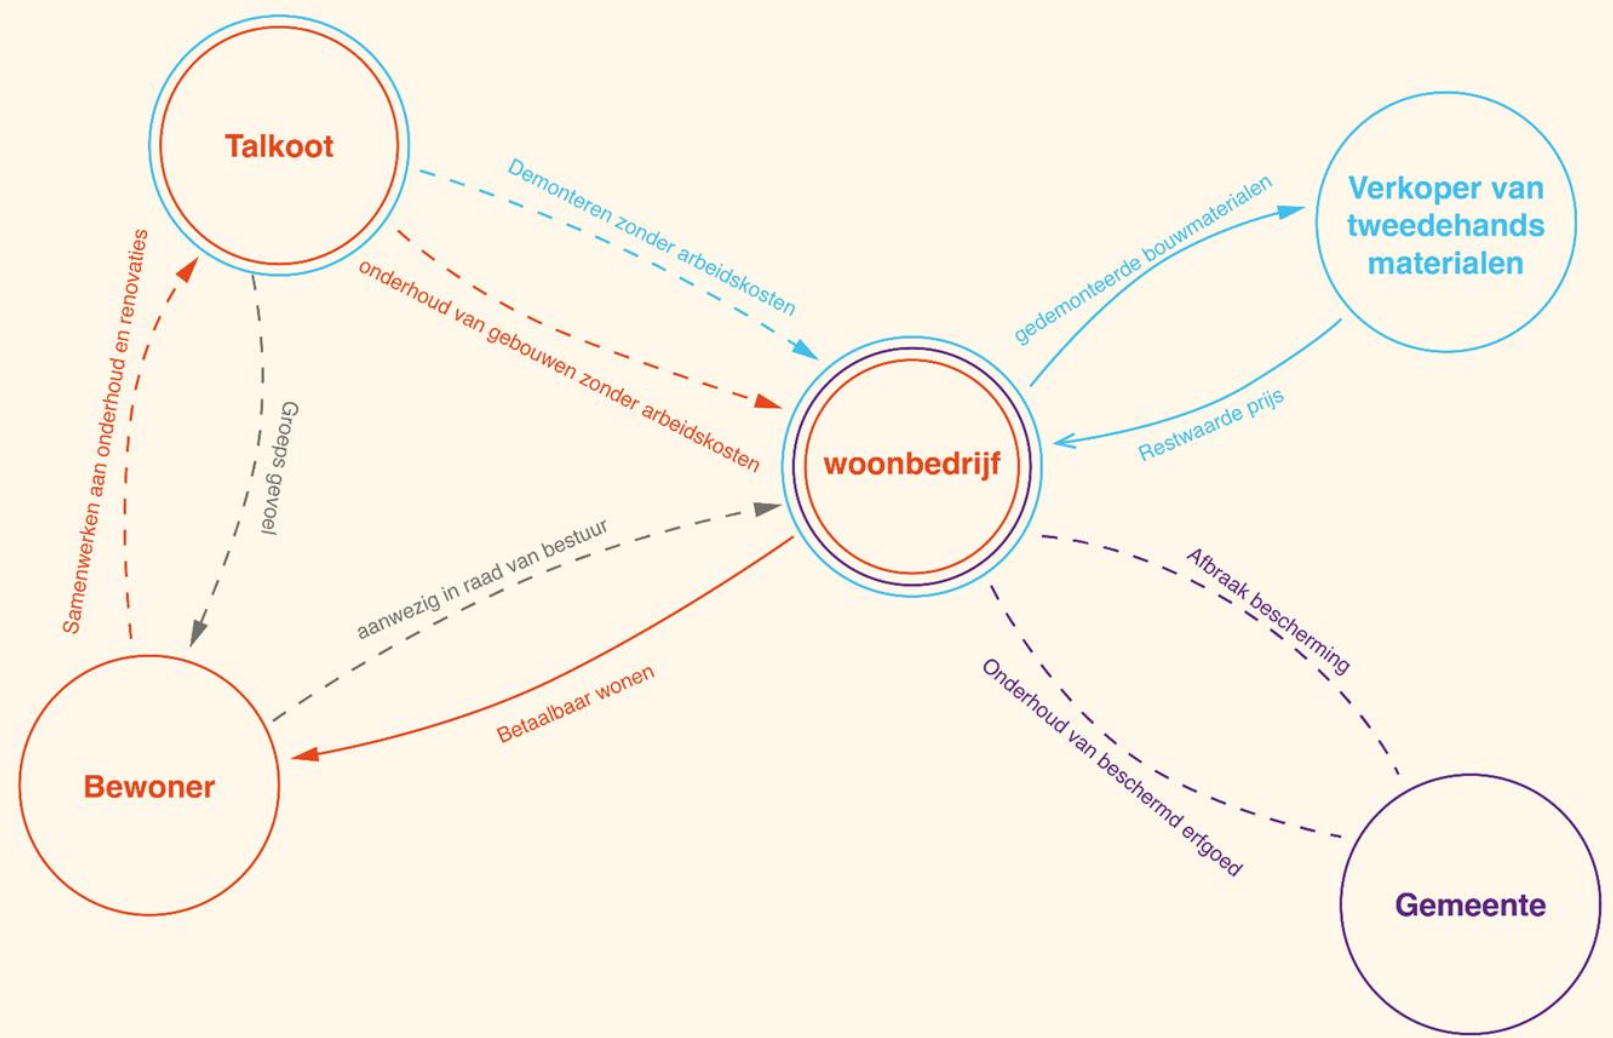 Talkoot
Demonteren zonder arbeidskosten
onderhoud van gebouwen zonder arbeidskosten
Samenwerken aan onderhoud en renovaties
Groeps gevoel
gedemonteerde bouwmaterialen
Verkoper van
tweedehands
materialen
Restwaarde prijs
woonbedrijf
aanwezig in raad van bestuur
Betaalbaar wonen
Afbraak bescherming
Onderhoud van beschermd erfgoed
Bewoner
Gemeente